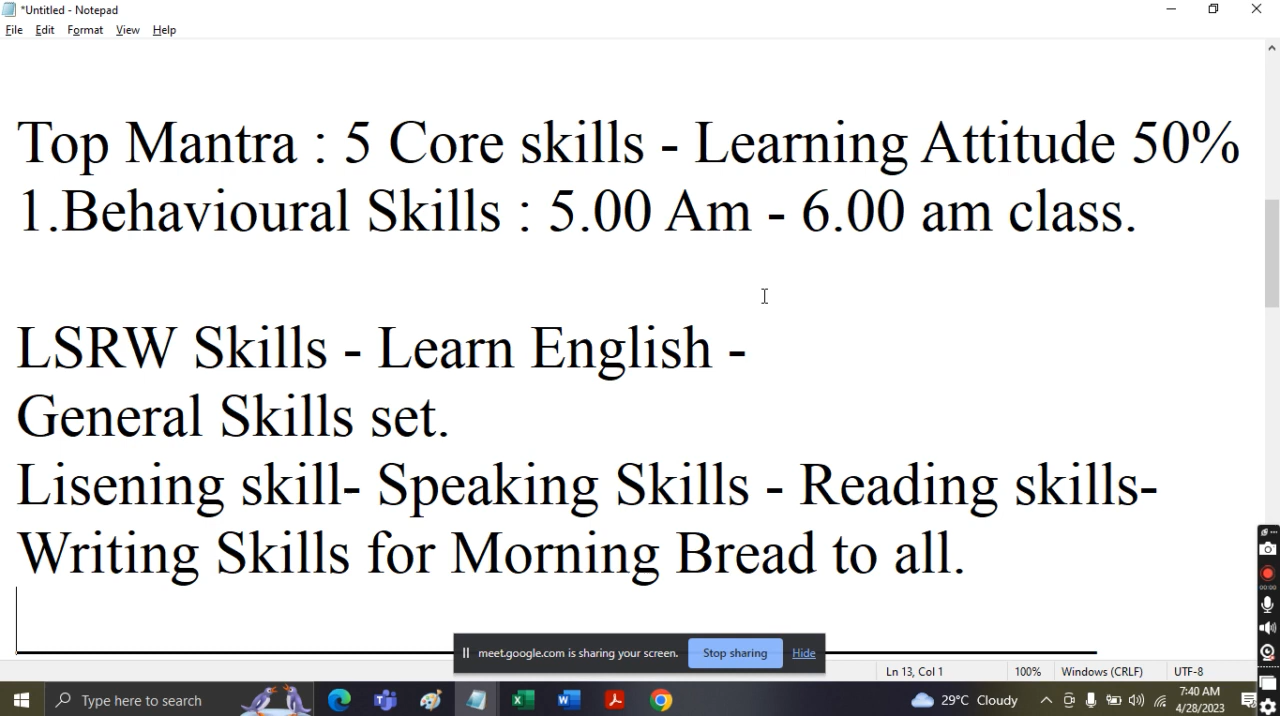 *Untitled - Notepad
File Edit Format View Help
Top Mantra : 5 Core skills - Learning Attitude 50%
1.Behavioural Skills : 5.00 Am - 6.00 am class.
LSRW Skills - Learn English -
General Skills set.
Lisening skill- Speaking Skills - Reading skills-
Writing Skills for Morning Bread to all.
meet.google.com is sharing your screen. Stop sharing Hide
Ln 13, Col 1 100% Windows (CRLF) UTF-8
Type here to search 29°C Cloudy 7:40 AM
4/28/2023
00:00